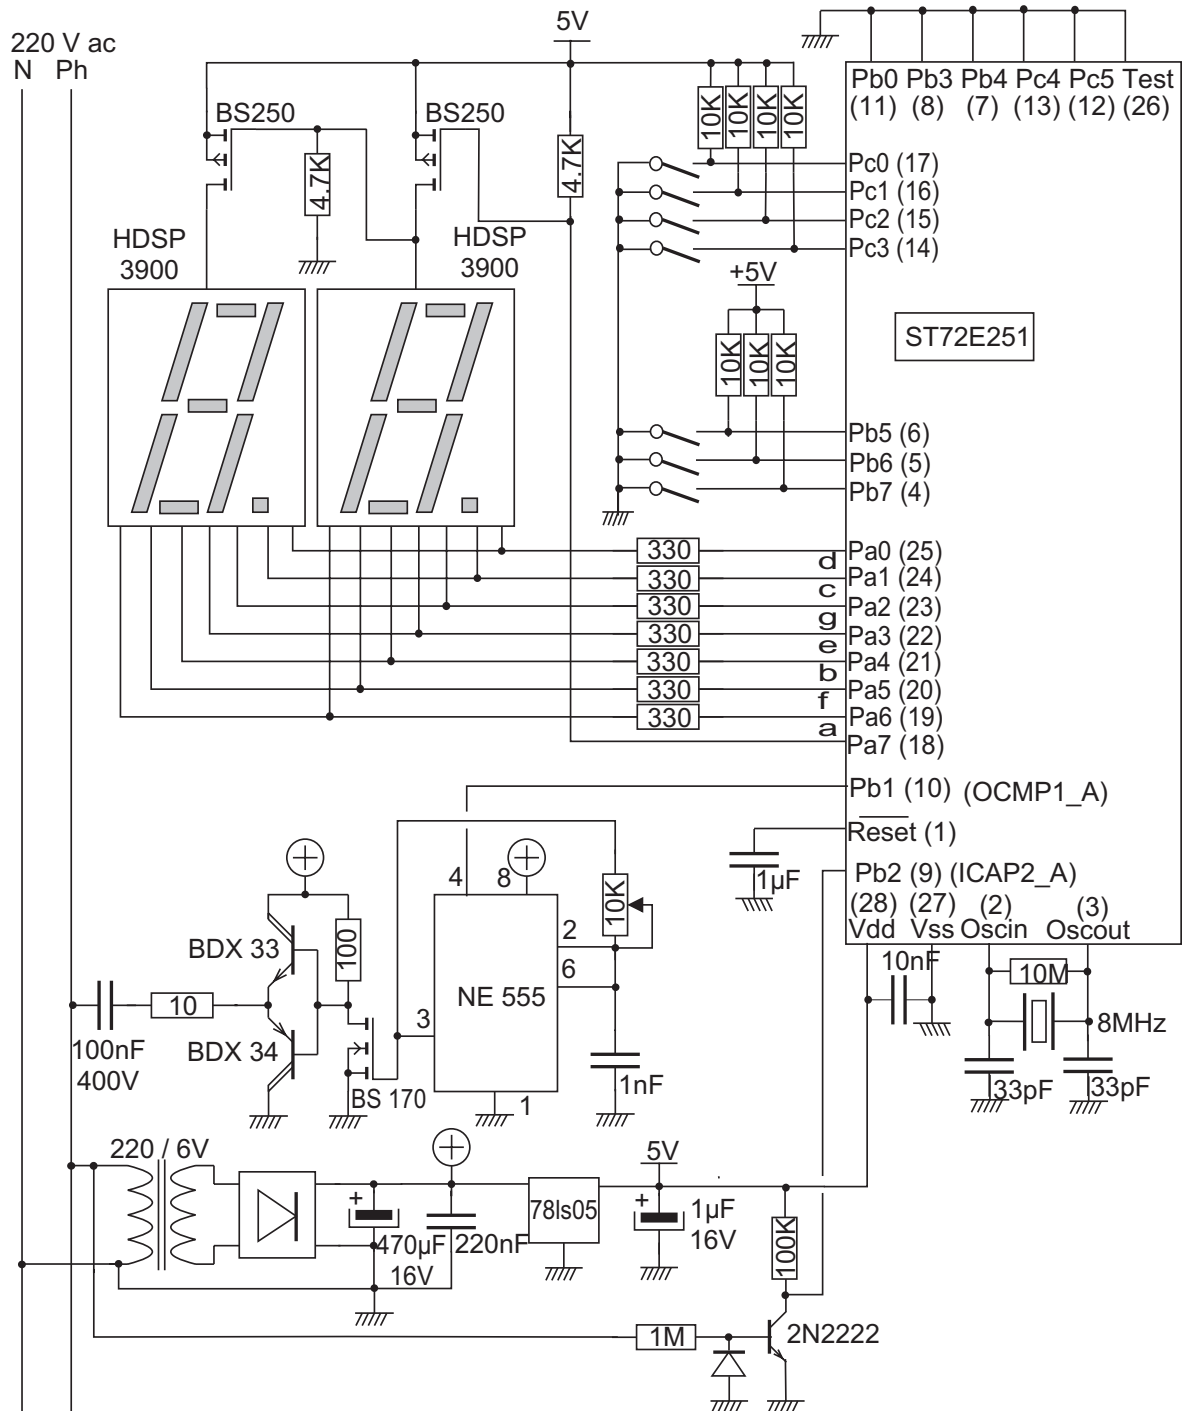 220 V ac
N Ph
5V
BS250
BS250
4.7K
4.7K
10K
10K
10K
10K
HDSP
3900
HDSP
3900
Pb0 Pb3 Pb4 Pc4 Pc5 Test
(11) (8) (7) (13) (12) (26)
Pc0 (17)
Pc1 (16)
Pc2 (15)
Pc3 (14)
+5V
10K
10K
10K
ST72E251
Pb5 (6)
Pb6 (5)
Pb7 (4)
330
d
Pa0 (25)
330
c
Pa1 (24)
330
g
Pa2 (23)
330
e
Pa3 (22)
330
b
Pa4 (21)
330
f
Pa5 (20)
330
a
Pa6 (19)
Pa7 (18)
Pb1 (10) (OCMP1_A)
Reset (1)
1µF
Pb2 (9) (ICAP2_A)
(28) (27) (2) (3)
Vdd Vss Oscin Oscout
4
8
10K
BDX 33
100
2
6
NE 555
3
10
100nF
400V
BDX 34
BS 170
1
1nF
10nF
10M
8MHz
33pF
33pF
220 / 6V
5V
+
470µF
16V
220nF
78ls05
+
1µF
16V
100K
1M
2N2222